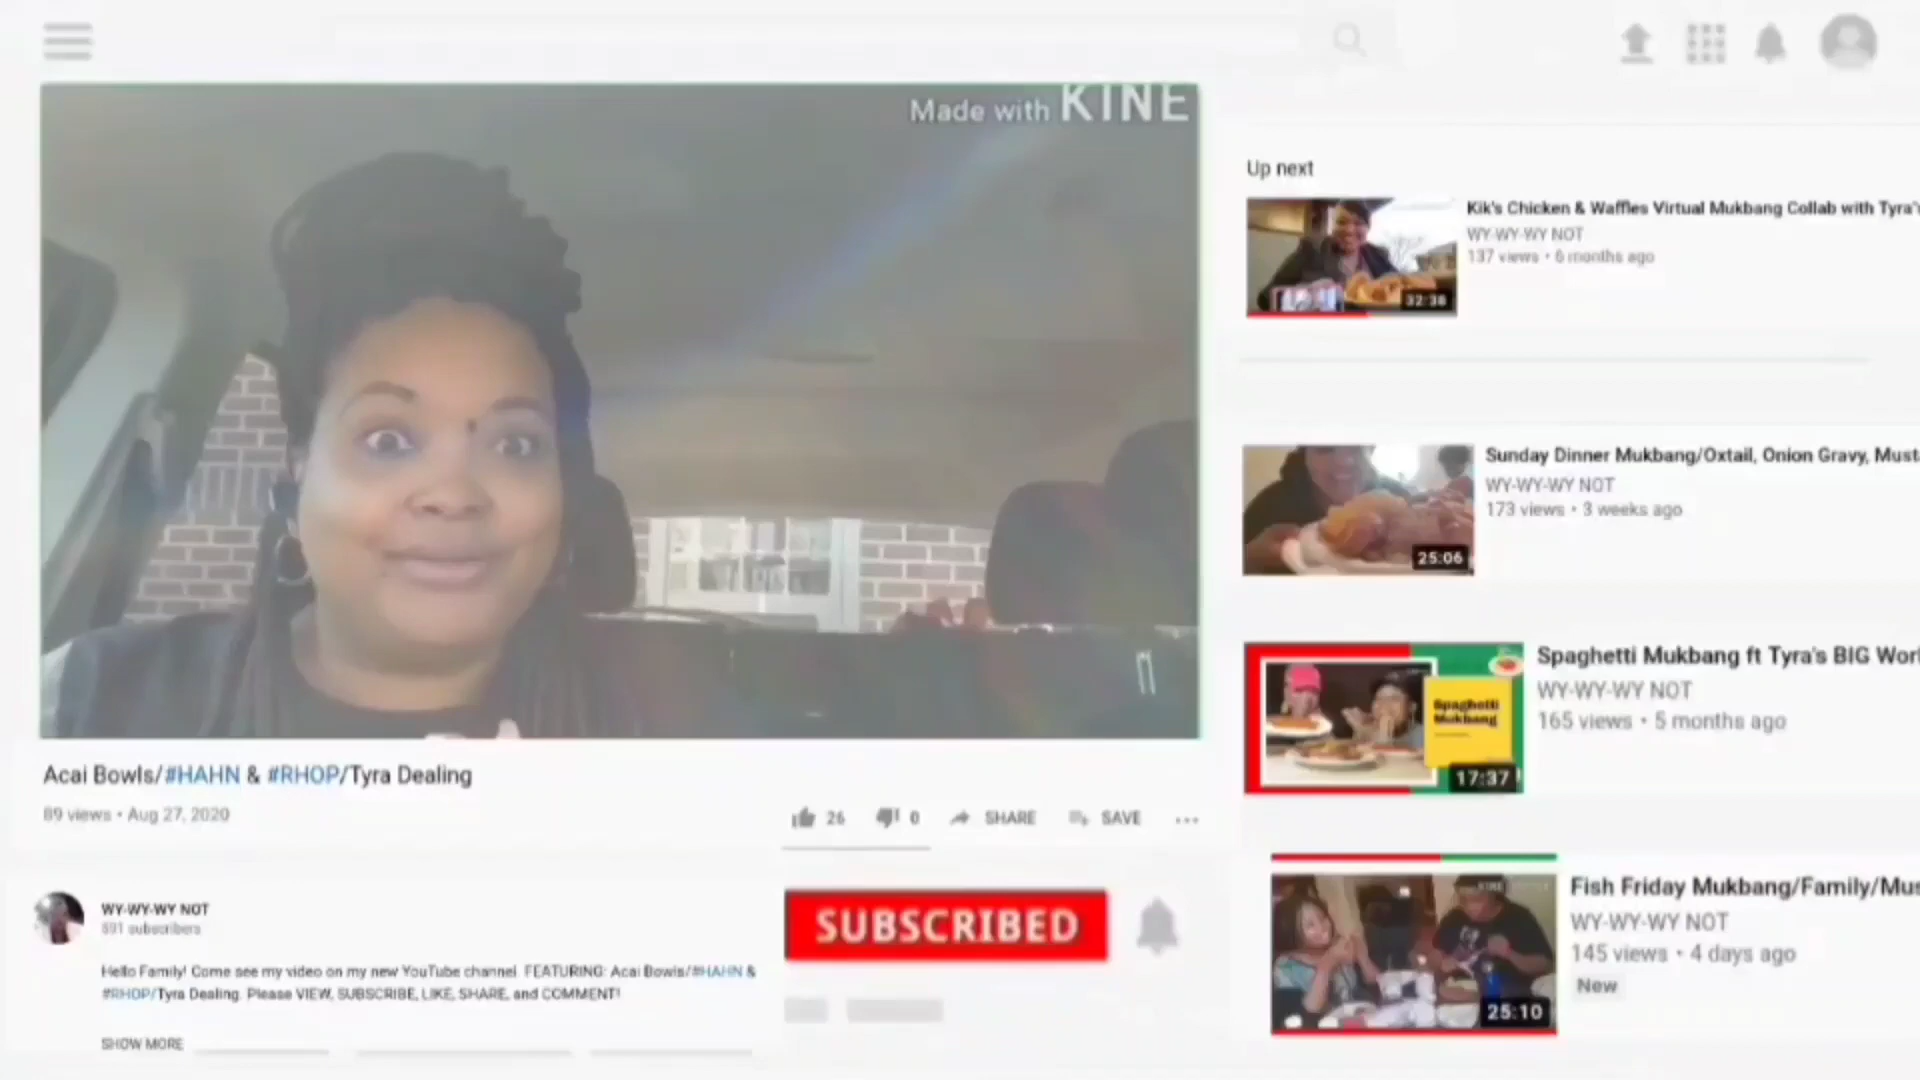 Made with KINE
Up next
Kik's Chicken & Waffles Virtual Mukbang Collab with Tyra's
WY-WY-WY NOT
137 views • 6 months ago
32:38
Sunday Dinner Mukbang/Oxtail, Onion Gravy, Must
WY-WY-WY NOT
173 views • 3 weeks ago
25:06
Spaghetti Mukbang ft Tyra's BIG Worl
WY-WY-WY NOT
165 views • 5 months ago
Spaghetti
Mukbang
17:37
Acai Bowls/#HAHN & #RHOP/Tyra Dealing
89 views • Aug 27, 2020
26
0
SHARE
SAVE
Fish Friday Mukbang/Family/Mus
WY-WY-WY NOT
145 views • 4 days ago
New
25:10
WY-WY-WY NOT
891 subscribers
SUBSCRIBED
Hello Family! Come see my video on my new YouTube channel. FEATURING: Acai Bowls/#HAHN &
#RHOP/Tyra Dealing. Please VIEW, SUBSCRIBE, LIKE, SHARE, and COMMENT!
SHOW MORE